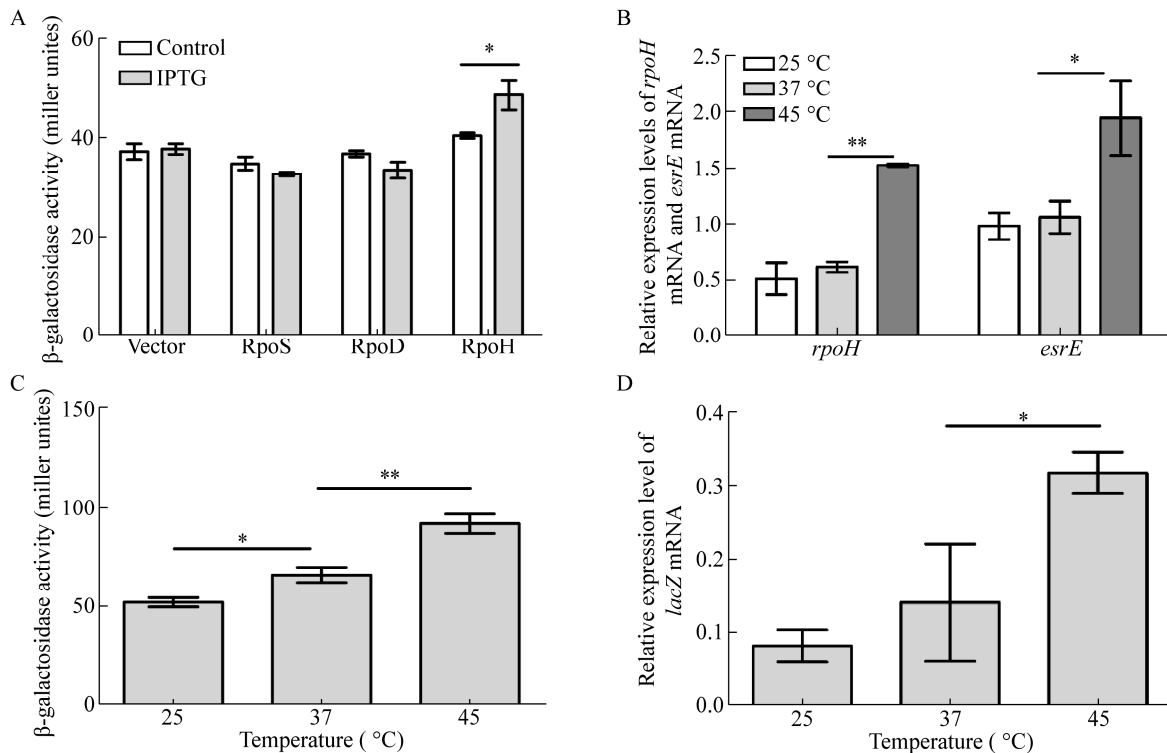 A
β-galactosidase activity (miller unites)
60
40
20
0
Control
IPTG
*
Vector
RpoS
RpoD
RpoH
B
Relative expression levels of rpoH
mRNA and esrE mRNA
2.5
2.0
1.5
1.0
0.5
0.0
25 °C
37 °C
45 °C
**
*
rpoH
esrE
C
β-galactosidase activity (miller unites)
150
100
50
0
*
**
25
37
45
Temperature ( °C)
D
Relative expression level of
lacZ mRNA
0.4
0.3
0.2
0.1
0.0
*
25
37
45
Temperature ( °C)